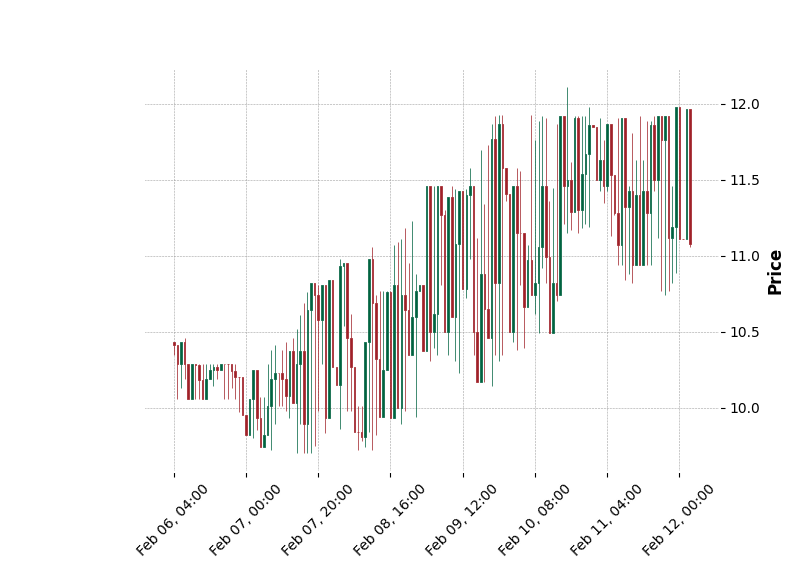 12.0
11.5
11.0
10.5
10.0
Price
Feb 06, 04:00
Feb 07, 00:00
Feb 07, 20:00
Feb 08, 16:00
Feb 09, 12:00
Feb 10, 08:00
Feb 11, 04:00
Feb 12, 00:00